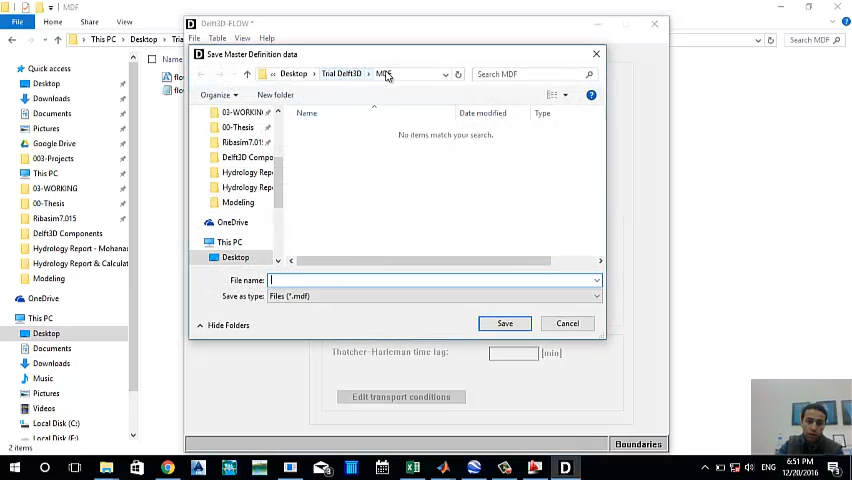 MDF
File Home Share View
This PC Desktop
Search MDF
Quick access
Desktop
Downloads
Documents
Pictures
Google Drive
003-Projects
This PC
03-WORKING
00-Thesis
Ribasim7.015
Delft3D Components
Hydrology Report - Mohana
Hydrology Report & Calculat
Modeling
OneDrive
This PC
Desktop
Documents
Downloads
Music
Pictures
Videos
Local Disk (C:)
2 items
Name
Delft3D-FLOW *
File Table View Help
Save Master Definition data
Desktop Trial Delft3D MDF
Search MDF
Organize New folder
03-WORKING
00-Thesis
Ribasim7.015
Delft3D Compo
Hydrology Rep
Hydrology Rep
Modeling
OneDrive
This PC
Desktop
Name Date modified Type
No items match your search.
File name:
Save as type: Files (*.mdf)
Hide Folders Save Cancel
Thatcher-Harleman time lag: [min]
Edit transport conditions
Boundaries
ENG
6:51 PM
12/20/2016